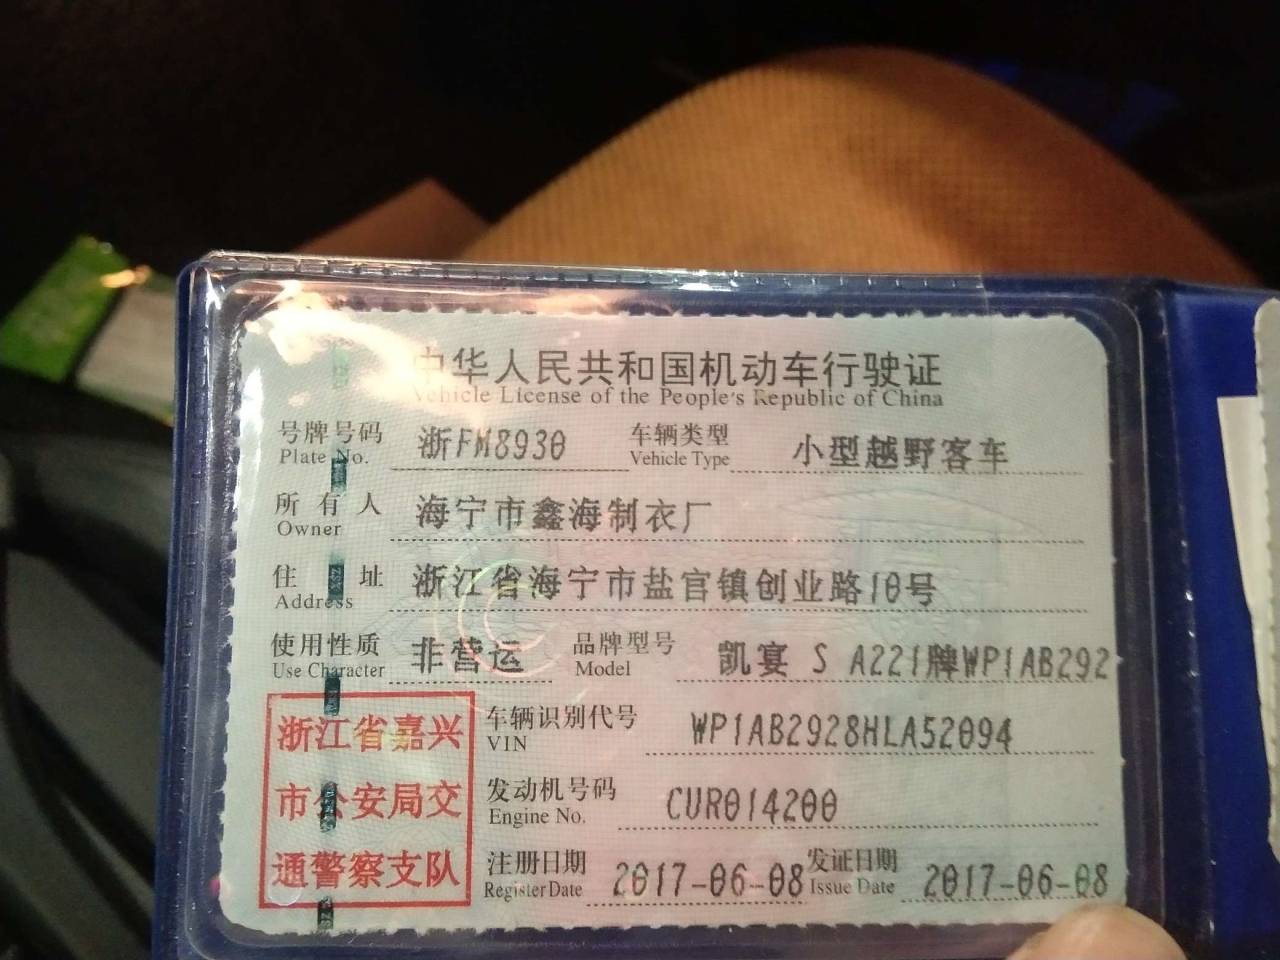 中华人民共和国机动车行驶证
Vehicle License of the People's Republic of China
号牌号码 浙FM8930 车辆类型 小型越野客车
Plate No. Vehicle Type
所有人 海宁市鑫海制衣厂
Owner
住址 浙江省海宁市盐官镇创业路10号
Address
使用性质 非营运 品牌型号 凯宴 S A221牌WP1AB292
Use Character Model
浙江省嘉兴
市公安局交
通警察支队
车辆识别代号 WP1AB2928HLA52094
VIN
发动机号码 CUR014200
Engine No.
注册日期 2017-06-08 发证日期 2017-06-08
Register Date Issue Date